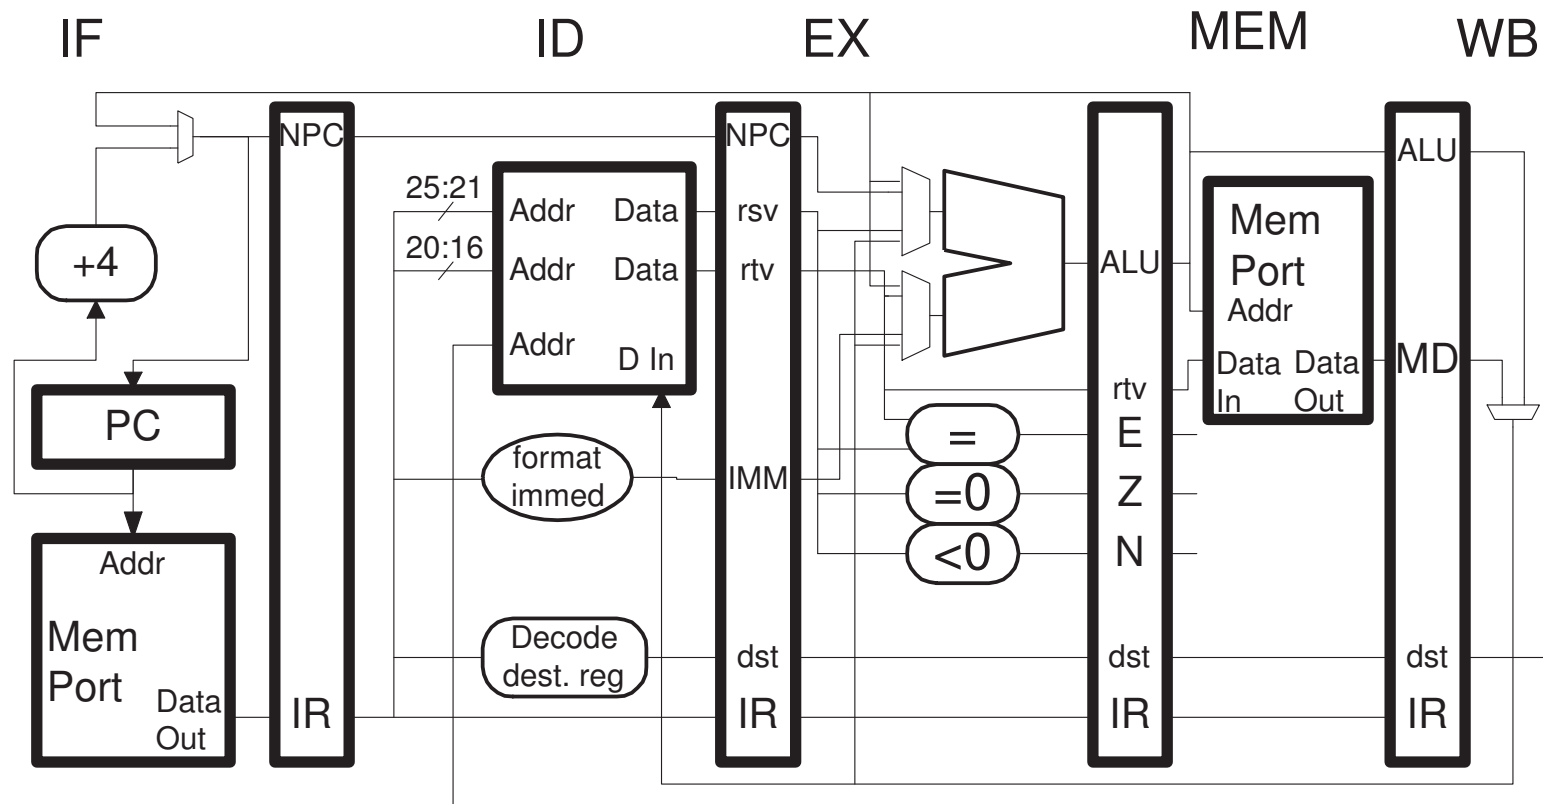 IF
ID
EX
MEM
WB
+4
PC
Addr
Mem
Port
Data
Out
NPC
IR
25:21
20:16
Addr
Data
Addr
Data
Addr
D In
format
immed
Decode
dest. reg
NPC
rsv
rtv
IMM
dst
IR
=
=0
<0
ALU
rtv
E
Z
N
dst
IR
Mem
Port
Addr
Data
In
Data
Out
ALU
MD
dst
IR